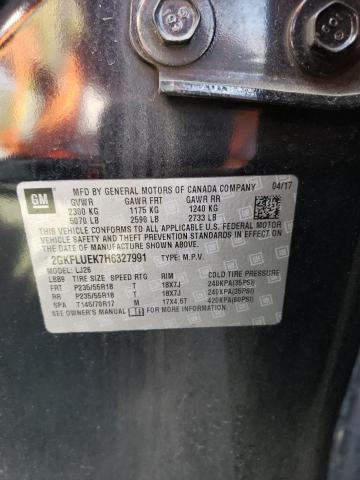 GM
MFD BY GENERAL MOTORS OF CANADA COMPANY 04/17
GVWR GAWR FRT GAWR RR
2300 KG 1175 KG 1240 KG
5070 LB 2590 LB 2733 LB
THIS VEHICLE CONFORMS TO ALL APPLICABLE U.S. FEDERAL MOTOR
VEHICLE SAFETY, BUMPER, AND THEFT PREVENTION STANDARDS
IN EFFECT ON THE DATE OF MANUFACTURE SHOWN ABOVE.
2GKFLUEK7H6327991 TYPE: M.P.V.
MODEL: LJ26
LBB9 TIRE SIZE SPEED RTG RIM COLD TIRE PRESSURE
FRT P235/55R18 T 18X7J 240KPA(35PSI)
RR P235/55R18 T 18X7J 240KPA(35PSI)
SPA T145/70R17 M 17X4.5T 420KPA(60PSI)
SEE OWNER'S MANUAL FOR MORE INFORMATION.